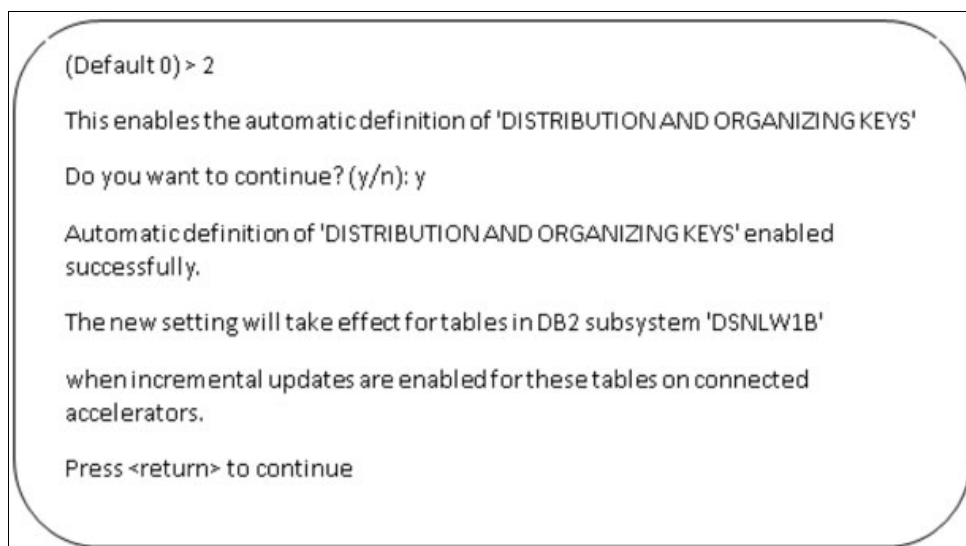 (Default 0) > 2
This enables the automatic definition of 'DISTRIBUTION AND ORGANIZING KEYS'
Do you want to continue? (y/n): y
Automatic definition of 'DISTRIBUTION AND ORGANIZING KEYS' enabled
successfully.
The new setting will take effect for tables in DB2 subsystem 'DSNLW1B'
when incremental updates are enabled for these tables on connected
accelerators.
Press <return> to continue